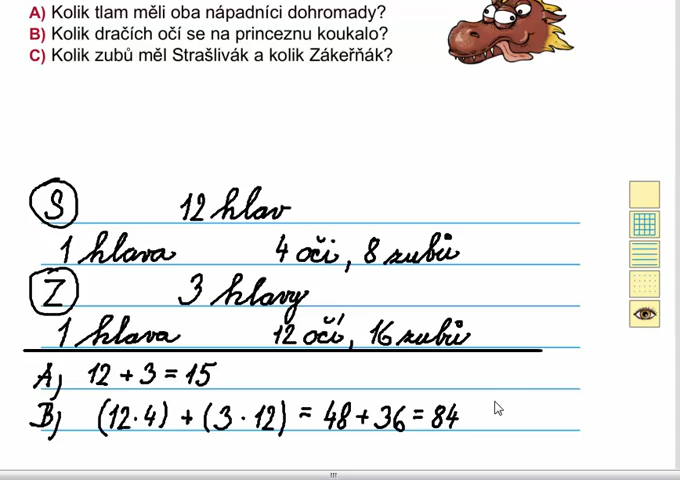 A) Kolik tlam měli oba nápadníci dohromady?
B) Kolik dračích očí se na princeznu koukalo?
C) Kolik zubů měl Strašlivák a kolik Zákeřňák?
S 12 hlav
1 hlava 4 oči, 8 zubů
Z 3 hlavy
1 hlava 12 očí, 16 zubů
A) 12 + 3 = 15
B) (12 · 4) + (3 · 12) = 48 + 36 = 84